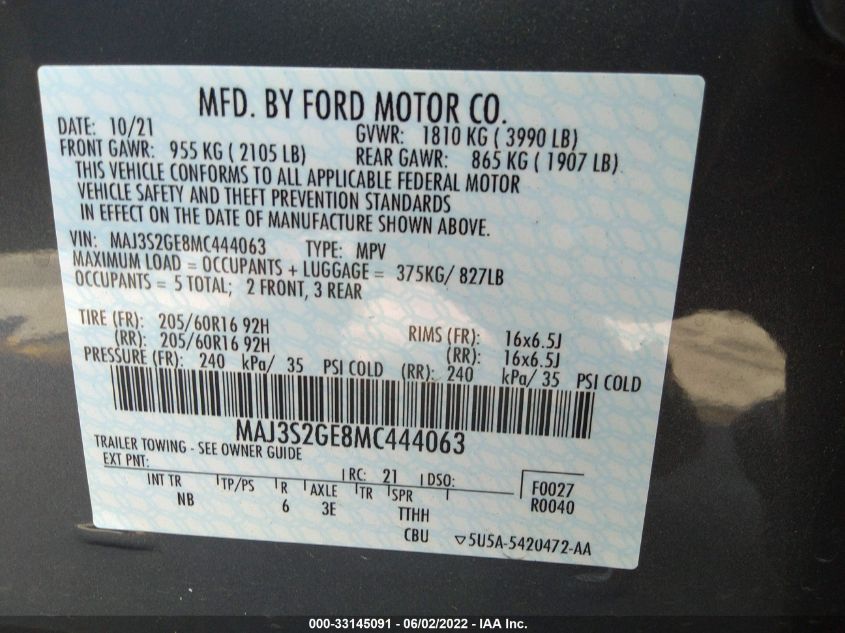 MFD. BY FORD MOTOR CO.
DATE: 10/21 GVWR: 1810 KG ( 3990 LB)
FRONT GAWR: 955 KG ( 2105 LB) REAR GAWR: 865 KG ( 1907 LB)
THIS VEHICLE CONFORMS TO ALL APPLICABLE FEDERAL MOTOR
VEHICLE SAFETY AND THEFT PREVENTION STANDARDS
IN EFFECT ON THE DATE OF MANUFACTURE SHOWN ABOVE.
VIN: MAJ3S2GE8MC444063 TYPE: MPV
MAXIMUM LOAD = OCCUPANTS + LUGGAGE = 375KG/ 827LB
OCCUPANTS = 5 TOTAL; 2 FRONT, 3 REAR
TIRE (FR): 205/60R16 92H RIMS (FR): 16x6.5J
(RR): 205/60R16 92H (RR): 16x6.5J
PRESSURE (FR): 240 kPa/ 35 PSI COLD (RR): 240 kPa/ 35 PSI COLD
MAJ3S2GE8MC444063
TRAILER TOWING - SEE OWNER GUIDE
EXT PNT: RC: 21 DSO: F0027
INT TR TP/PS R AXLE TR SPR R0040
NB 6 3E TTHH
CBU ▽5U5A-5420472-AA
000-33145091 - 06/02/2022 - IAA Inc.